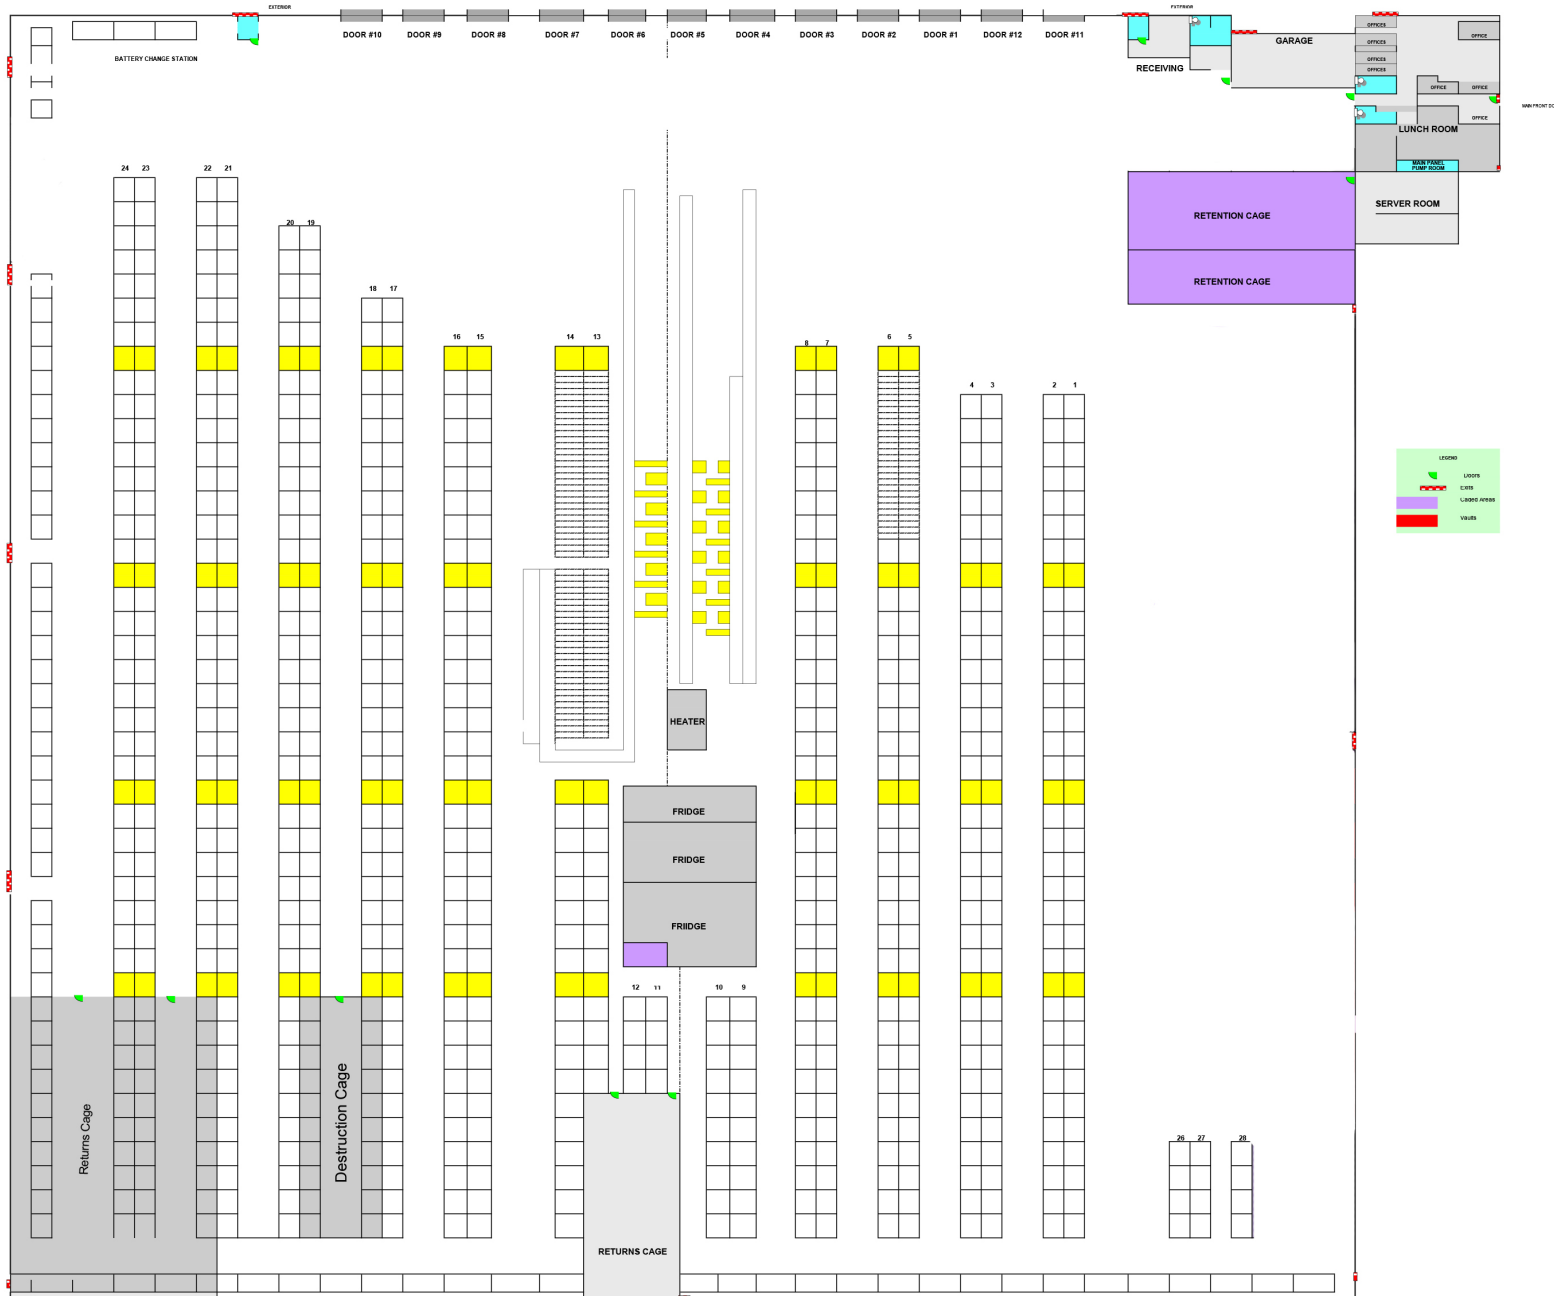 EXTERIOR
EXTERIOR
DOOR #10
DOOR #9
DOOR #8
DOOR #7
DOOR #6
DOOR #5
DOOR #4
DOOR #3
DOOR #2
DOOR #1
DOOR #12
DOOR #11
BATTERY CHANGE STATION
RECEIVING
GARAGE
OFFICES
OFFICES
OFFICES
OFFICES
OFFICE
OFFICE
OFFICE
OFFICE
MAIN FRONT DO
LUNCH ROOM
MAIN PANEL
PUMP ROOM
SERVER ROOM
RETENTION CAGE
RETENTION CAGE
24 23
22 21
20 19
18 17
16 15
14 13
8 7
6 5
4 3
2 1
LEGEND
Doors
Exits
Caged Areas
Vaults
HEATER
FRIDGE
FRIDGE
FRIIDGE
12 11
10 9
Returns Cage
Destruction Cage
RETURNS CAGE
26 27
28